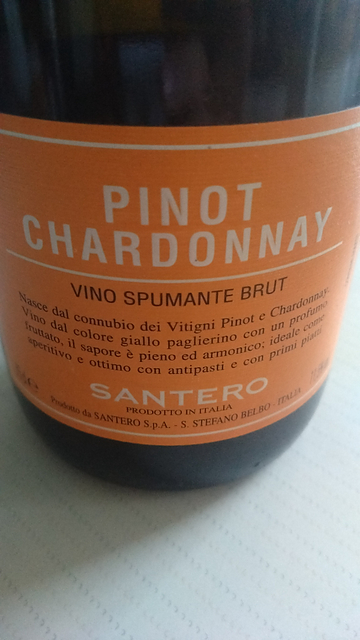 PINOT
CHARDONNAY
VINO SPUMANTE BRUT
Nasce dal connubio dei Vitigni Pinot e Chardonnay.
Vino dal colore giallo paglierino con un profumo
fruttato, il sapore è pieno ed armonico; ideale come
aperitivo e ottimo con antipasti e con primi piatti.
SANTERO
PRODOTTO IN ITALIA
Prodotto da SANTERO S.p.A. - S. STEFANO BELBO - ITALIA